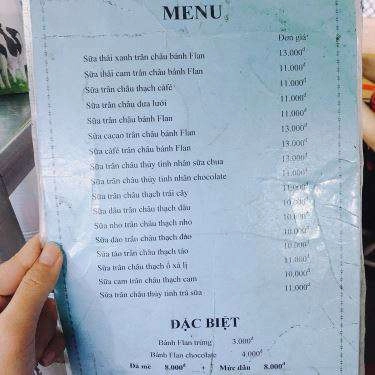 MENU
Đơn giá
Sữa thái xanh trân châu bánh Flan 13.000đ
Sữa thái cam trân châu bánh Flan 11.000đ
Sữa trân châu thạch café 11.000đ
Sữa trân châu dưa lưới 11.000đ
Sữa trân châu bánh Flan 11.000đ
Sữa cacao trân châu bánh Flan 13.000đ
Sữa café trân châu bánh Flan 13.000đ
Sữa trân châu thủy tinh nhân sữa chua 13.000đ
Sữa trân châu thủy tinh nhân chocolate 13.000đ
Sữa trân châu thạch trái cây 11.000đ
Sữa dâu trân châu thạch dâu 10.000đ
Sữa nho trân châu thạch nho 10.000đ
Sữa đào trân châu thạch đào 10.000đ
Sữa táo trân châu thạch táo 10.000đ
Sữa trân châu thạch ổ xá lị 11.000đ
Sữa cam trân châu thạch cam 10.000đ
Sữa trân châu thủy tinh trà sữa 11.000đ
ĐẶC BIỆT
Bánh Flan trứng 3.000đ
Bánh Flan chocolate 4.000đ
Đá me 8.000đ + Mức dâu 8.000đ